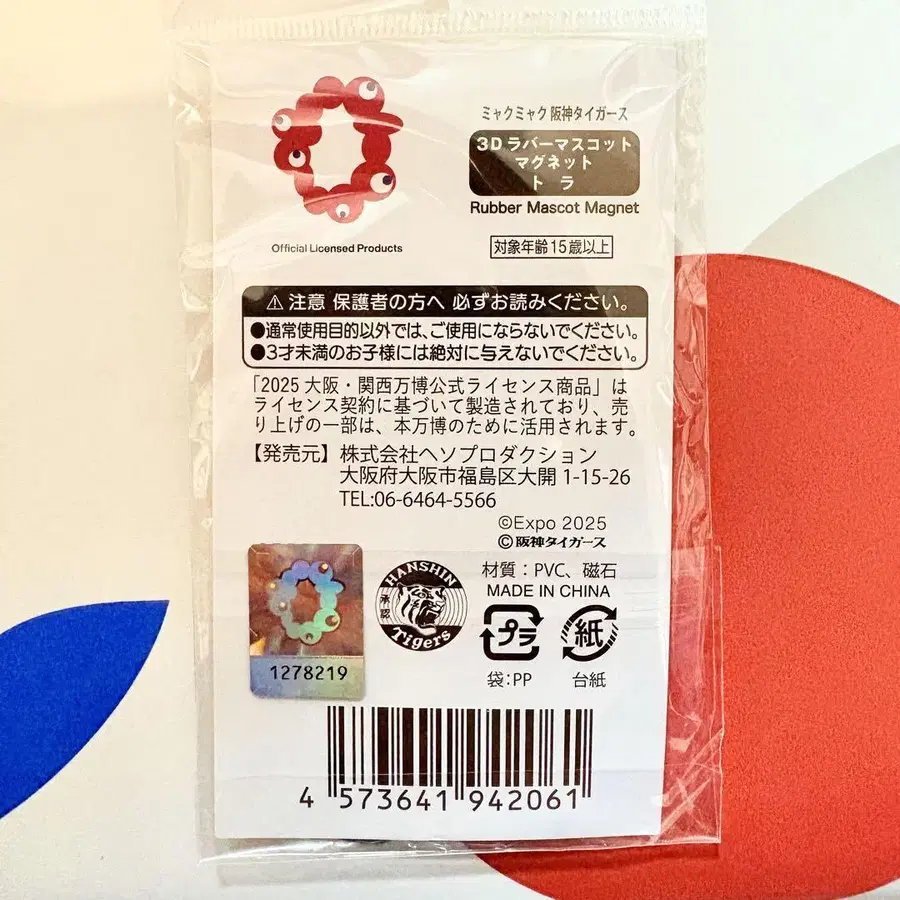 Official Licensed Products
ミャクミャク 阪神タイガース
3Dラバーマスコット
マグネット
トラ
Rubber Mascot Magnet
対象年齢15歳以上
⚠注意 保護者の方へ 必ずお読みください。
●通常使用目的以外では、ご使用にならないでください。
●3才未満のお子様には絶対に与えないでください。
「2025 大阪・関西万博公式ライセンス商品」は
ライセンス契約に基づいて製造されており、売
り上げの一部は、本万博のために活用されます。
【発売元】株式会社ヘソプロダクション
大阪府大阪市福島区大開 1-15-26
TEL:06-6464-5566
©Expo 2025
©阪神タイガース
1278219
HANSHIN
承認
Tigers
材質：PVC、磁石
MADE IN CHINA
プラ
袋:PP
紙
台紙
4 573641 942061